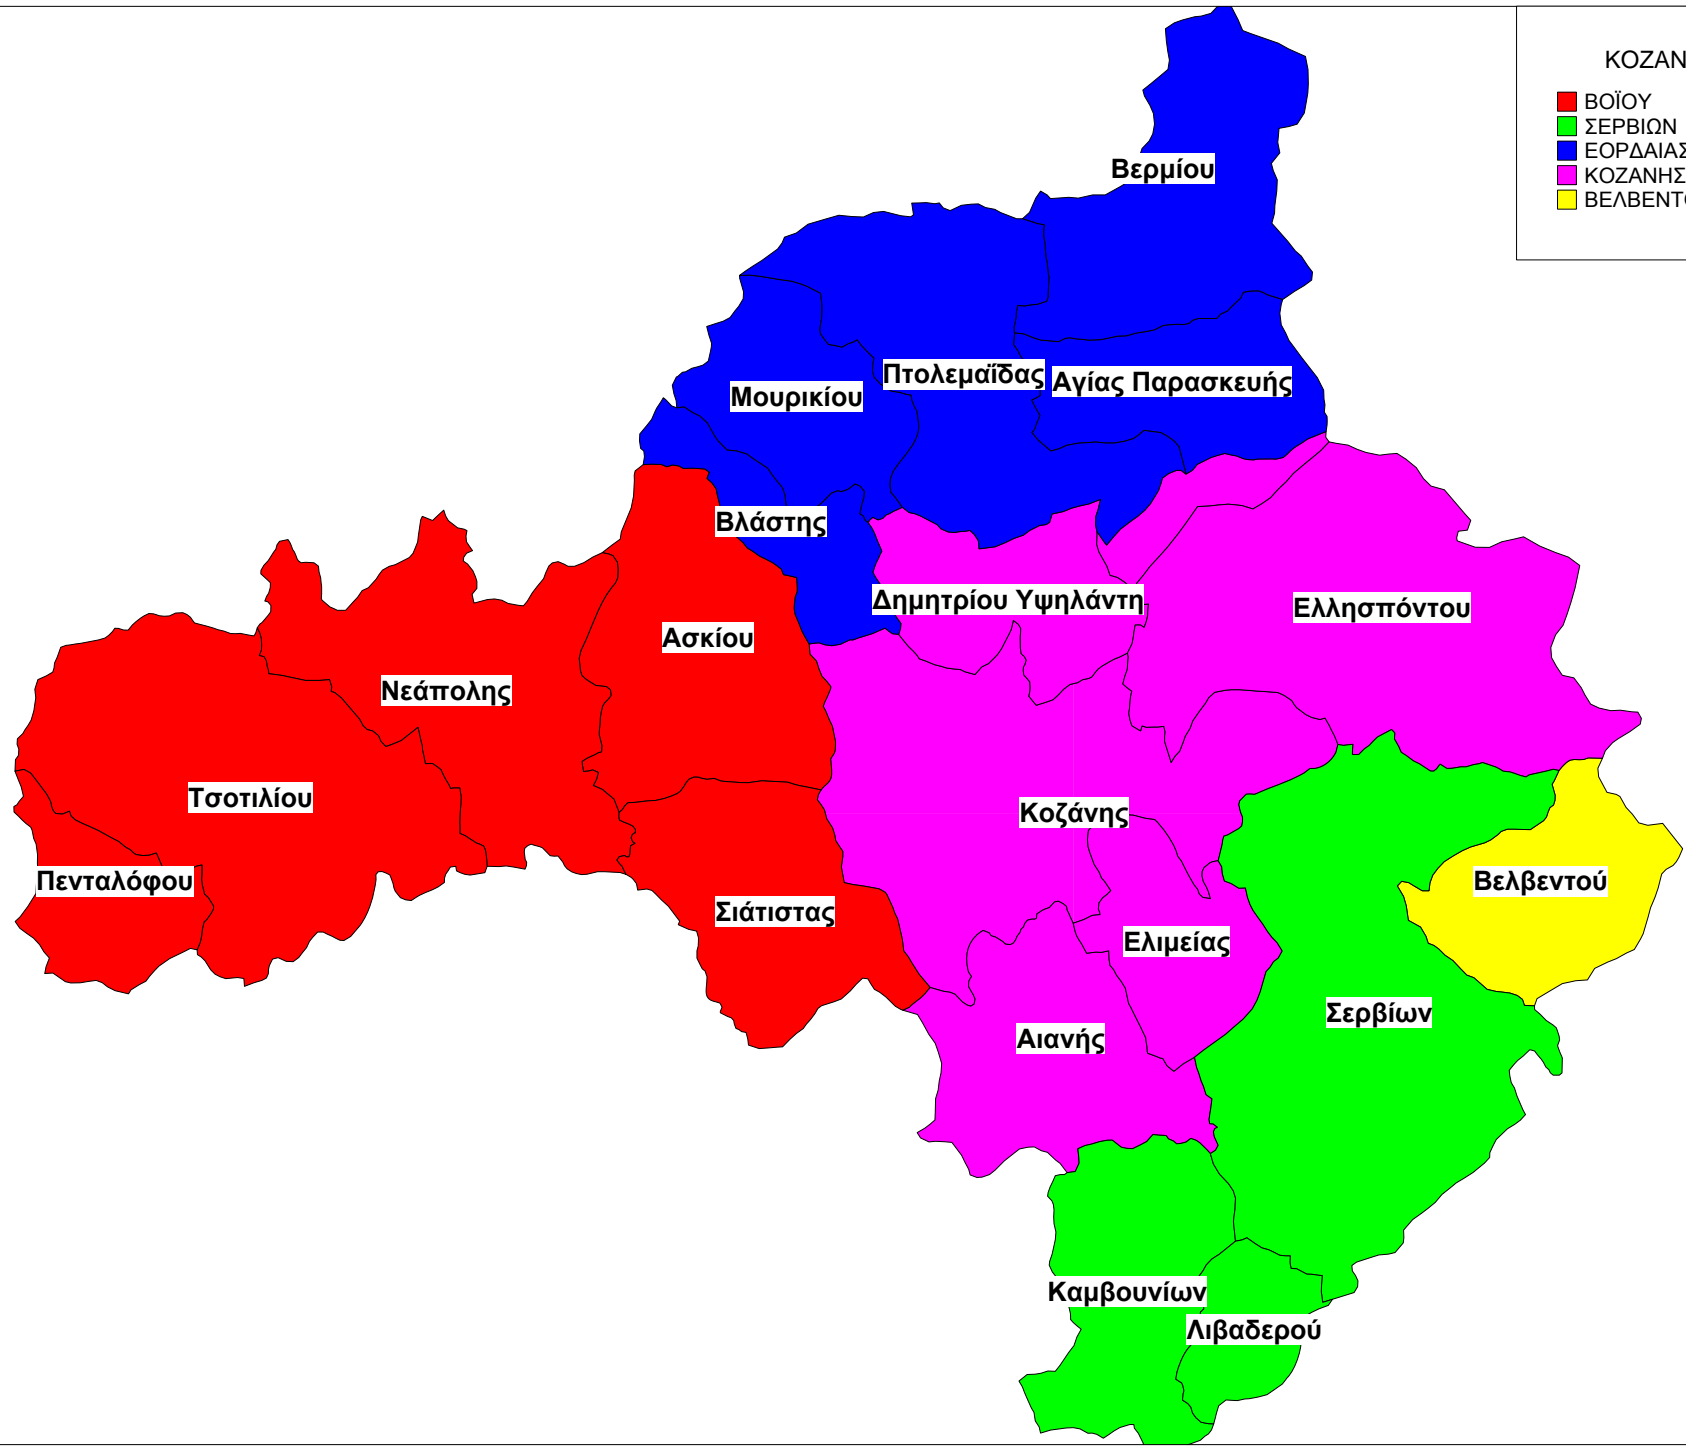 ΚΟΖΑΝ
ΒΟΪΟΥ
ΣΕΡΒΙΩΝ
ΕΟΡΔΑΙΑΣ
ΚΟΖΑΝΗΣ
ΒΕΛΒΕΝΤΟ
Βερμίου
Πτολεμαΐδας
Αγίας Παρασκευής
Μουρικίου
Βλάστης
Δημητρίου Υψηλάντη
Ελλησπόντου
Ασκίου
Νεάπολης
Τσοτιλίου
Κοζάνης
Πενταλόφου
Βελβεντού
Σιάτιστας
Ελιμείας
Σερβίων
Αιανής
Καμβουνίων
Λιβαδερού